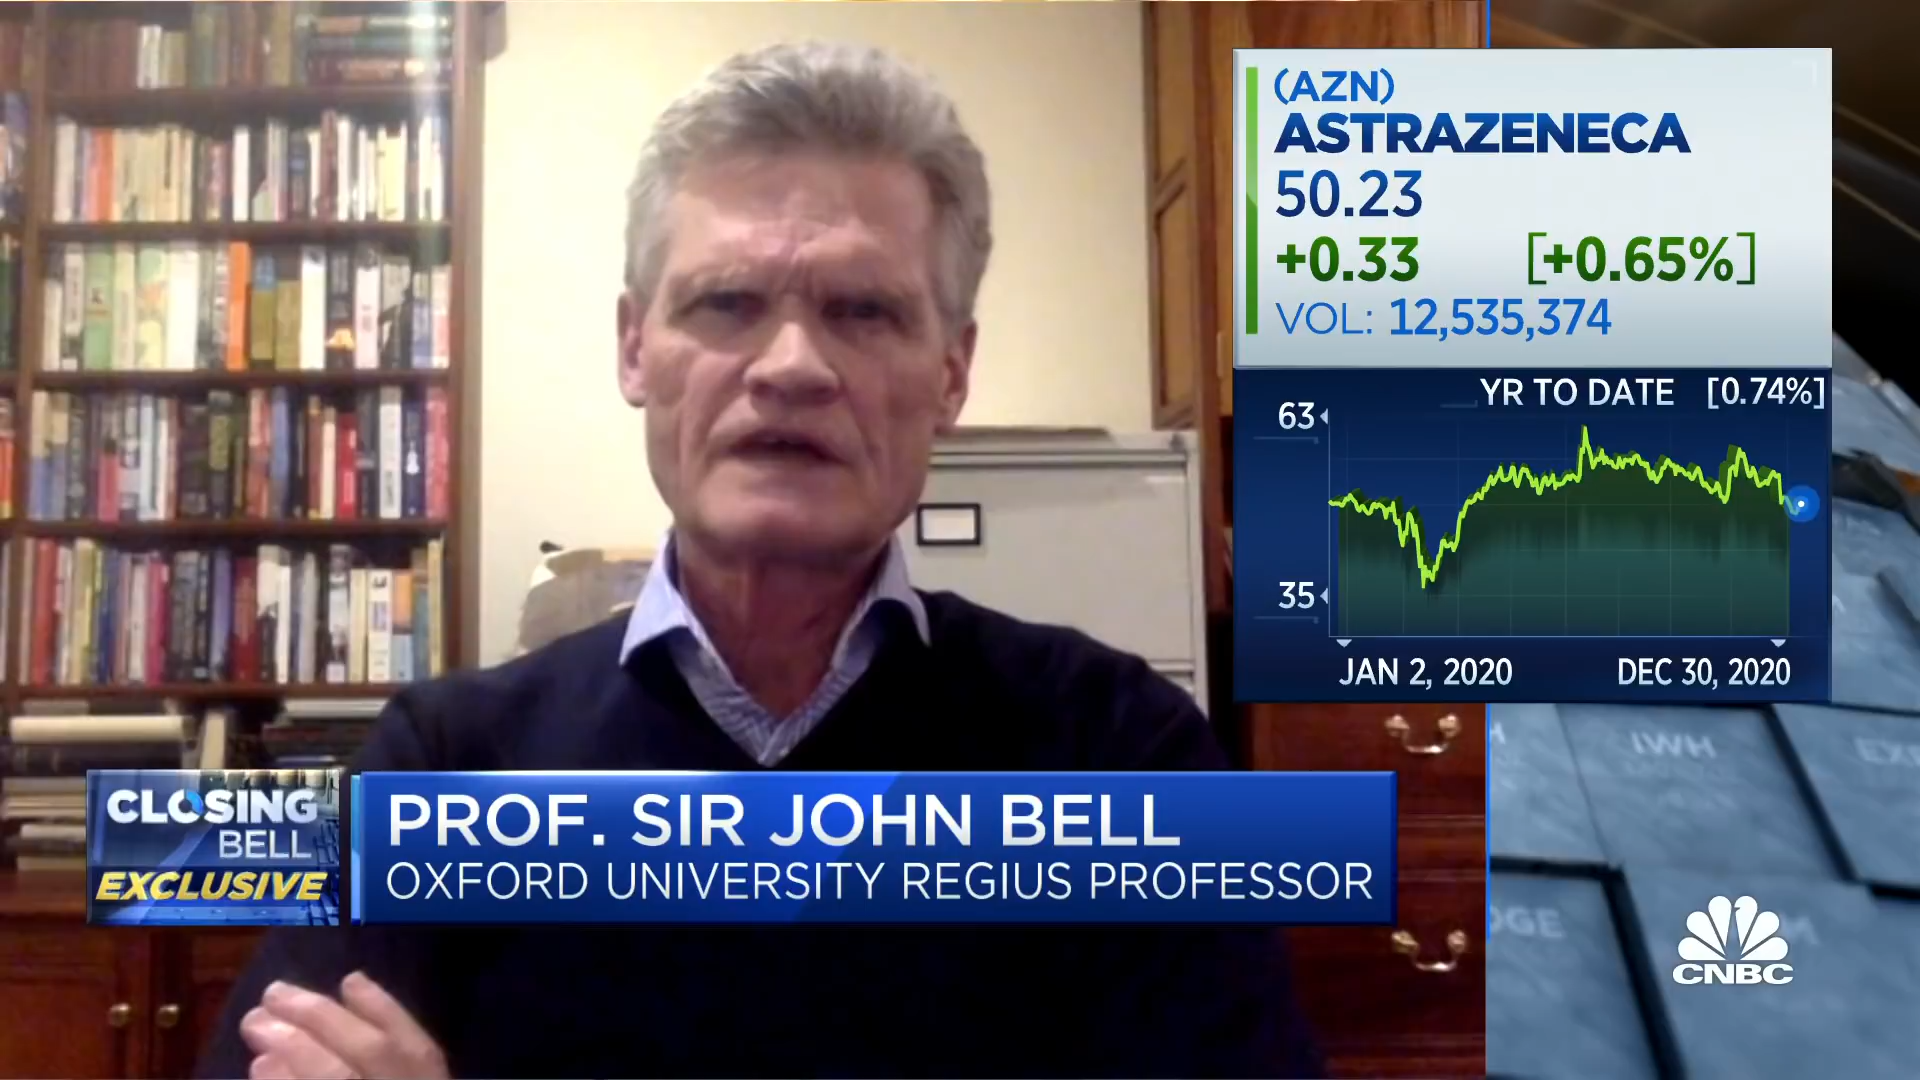 (AZN)
ASTRAZENECA
50.23
+0.33 [+0.65%]
VOL: 12,535,374
YR TO DATE [0.74%]
63
35
JAN 2, 2020 DEC 30, 2020
IWH
CLOSING
BELL
EXCLUSIVE
PROF. SIR JOHN BELL
OXFORD UNIVERSITY REGIUS PROFESSOR
CNBC